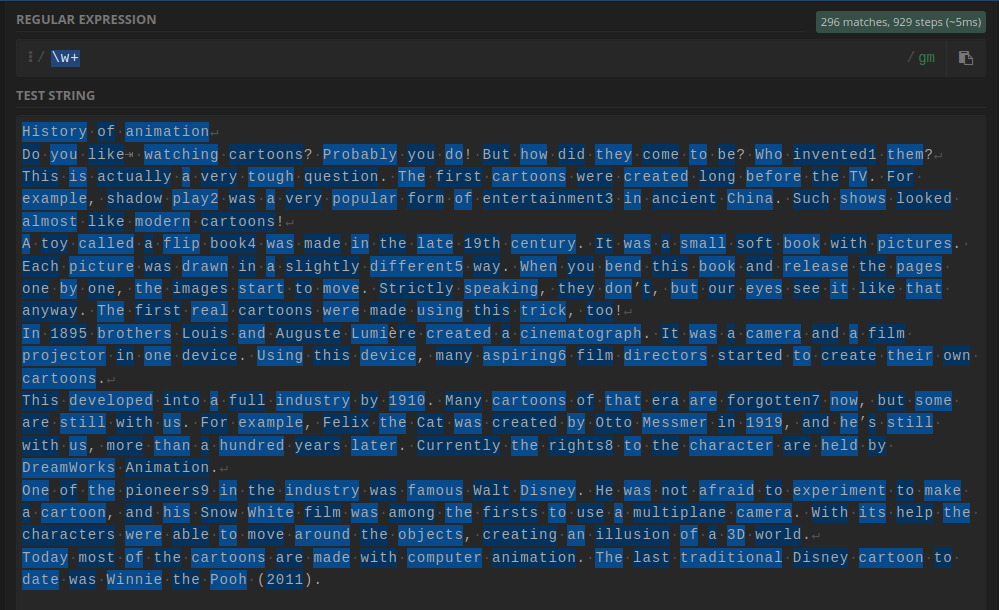 REGULAR EXPRESSION
296 matches, 929 steps (~5ms)
/ \w+ / gm
TEST STRING
History of animation
Do you like watching cartoons? Probably you do! But how did they come to be? Who invented1 them?
This is actually a very tough question. The first cartoons were created long before the TV. For
example, shadow play2 was a very popular form of entertainment3 in ancient China. Such shows looked
almost like modern cartoons!
A toy called a flip book4 was made in the late 19th century. It was a small soft book with pictures.
Each picture was drawn in a slightly different5 way. When you bend this book and release the pages
one by one, the images start to move. Strictly speaking, they don’t, but our eyes see it like that
anyway. The first real cartoons were made using this trick, too!
In 1895 brothers Louis and Auguste Lumière created a cinematograph. It was a camera and a film
projector in one device. Using this device, many aspiring6 film directors started to create their own
cartoons.
This developed into a full industry by 1910. Many cartoons of that era are forgotten7 now, but some
are still with us. For example, Felix the Cat was created by Otto Messmer in 1919, and he’s still
with us, more than a hundred years later. Currently the rights8 to the character are held by
DreamWorks Animation.
One of the pioneers9 in the industry was famous Walt Disney. He was not afraid to experiment to make
a cartoon, and his Snow White film was among the firsts to use a multiplane camera. With its help the
characters were able to move around the objects, creating an illusion of a 3D world.
Today most of the cartoons are made with computer animation. The last traditional Disney cartoon to
date was Winnie the Pooh (2011).